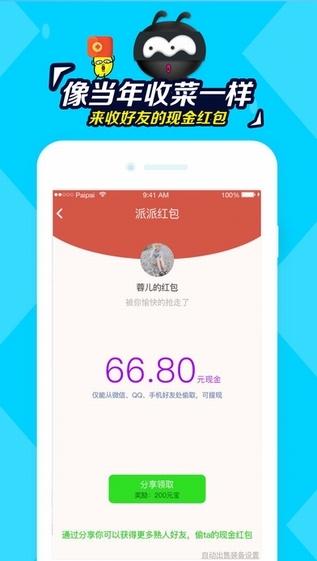 像当年收菜一样
来收好友的现金红包
Paipai
9:41 AM
100%
派派红包
蓉儿的红包
被你愉快的抢走了
66.80元现金
仅能从微信、QQ、手机好友处偷取，可提现
分享领取
奖励：200元宝
通过分享你可以获得更多熟人好友，偷ta的现金红包
自动出售装备设置